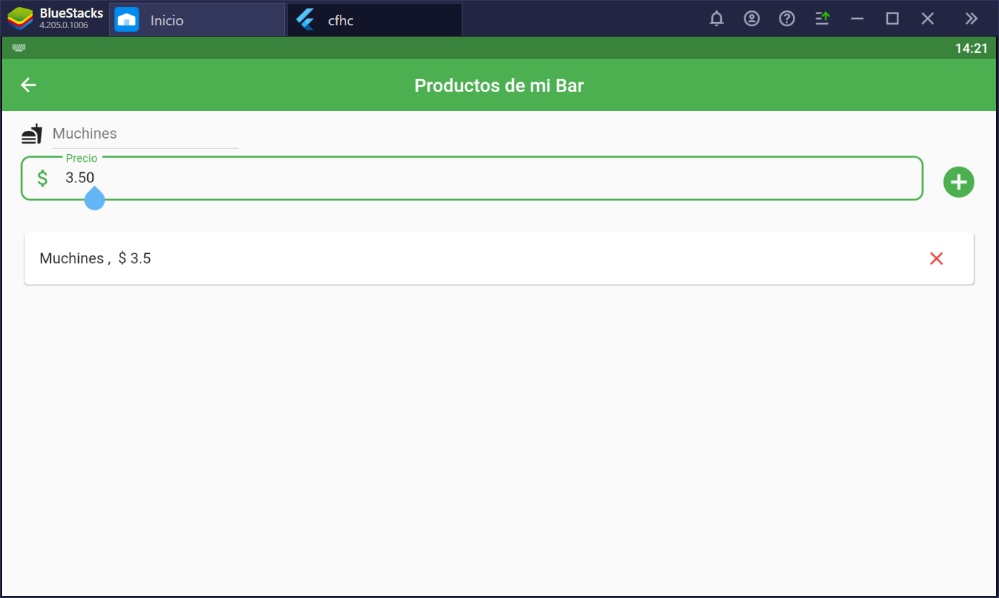 BlueStacks
4.205.0.1006
Inicio
cfhc
14:21
Productos de mi Bar
Muchines
Precio
$ 3.50
Muchines , $ 3.5